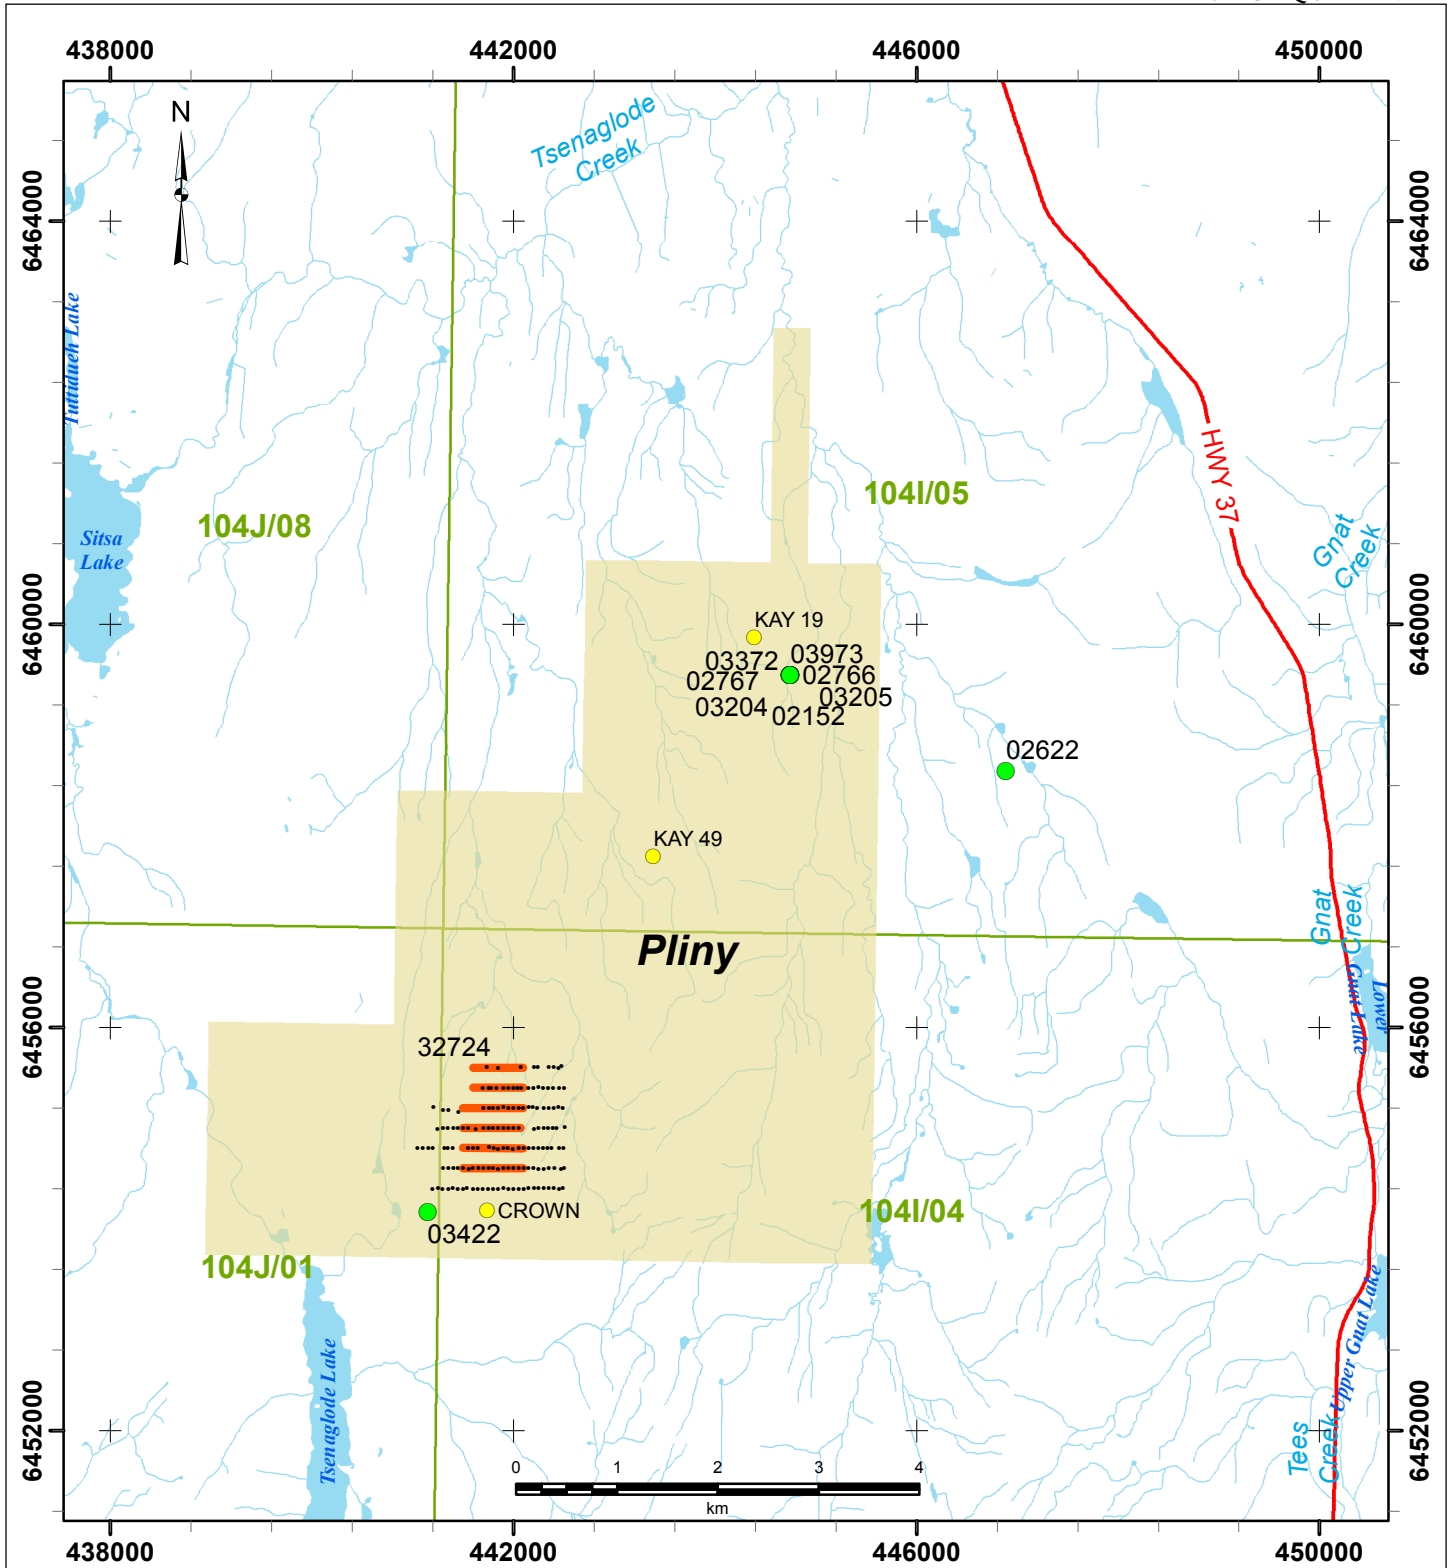 438000
442000
446000
450000
N
Tsenaglode
Creek
6464000
6464000
Tuttidueh Lake
HWY 37
104I/05
104J/08
Gnat
Creek
Sitsa
Lake
6460000
6460000
KAY 19
03372
03973
02767
02766
03204
03205
02152
02622
KAY 49
Gnat
Creek
Pliny
Lower
Gnat Lake
6456000
6456000
32724
CROWN
03422
104I/04
104J/01
Upper Gnat Lake
Tsenaglode Lake
Tees
Creek
6452000
6452000
0
1
2
3
4
km
438000
442000
446000
450000